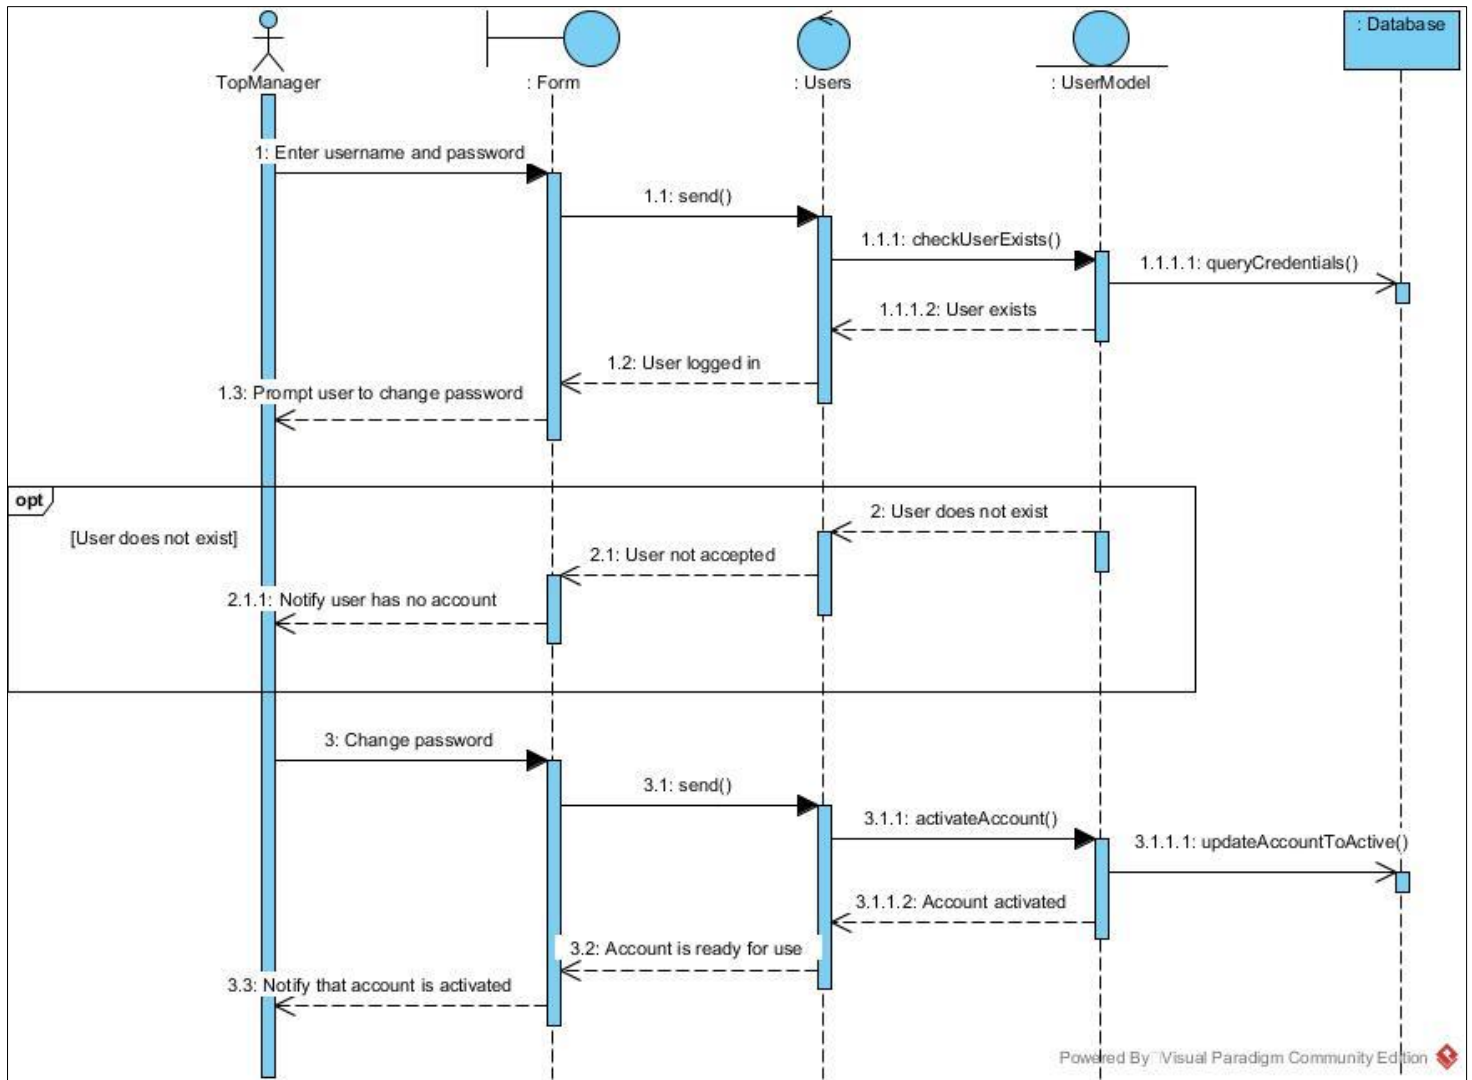 : Database
TopManager
: Form
: Users
: UserModel
1: Enter username and password
1.1: send()
1.1.1: checkUserExists()
1.1.1.1: queryCredentials()
1.1.1.2: User exists
1.2: User logged in
1.3: Prompt user to change password
opt
[User does not exist]
2: User does not exist
2.1: User not accepted
2.1.1: Notify user has no account
3: Change password
3.1: send()
3.1.1: activateAccount()
3.1.1.1: updateAccountToActive()
3.1.1.2: Account activated
3.2: Account is ready for use
3.3: Notify that account is activated
Powered By Visual Paradigm Community Edition